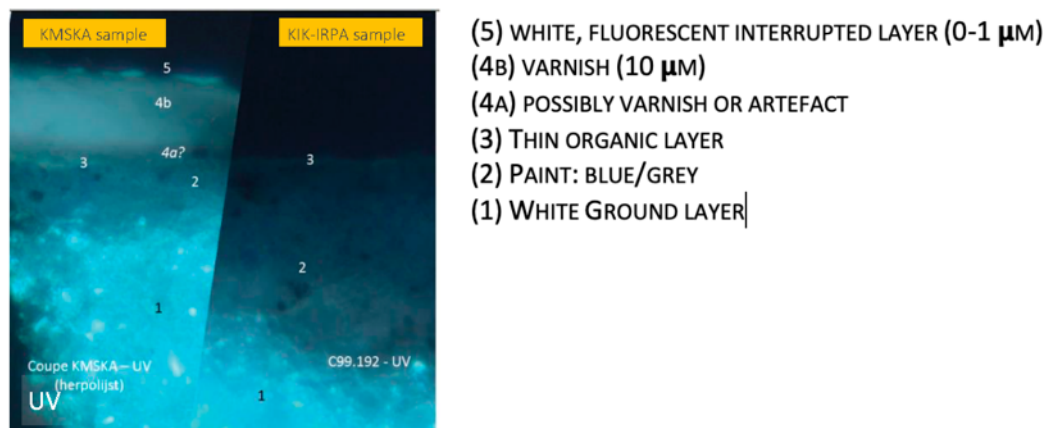 KMSKA sample
KIK-IRPA sample
5
4b
4a?
3
3
2
2
1
Coupe KMSKA – UV
(herpolijst)
C99.192 - UV
UV
1
(5) WHITE, FLUORESCENT INTERRUPTED LAYER (0-1 µM)
(4B) VARNISH (10 µM)
(4A) POSSIBLY VARNISH OR ARTEFACT
(3) THIN ORGANIC LAYER
(2) PAINT: BLUE/GREY
(1) WHITE GROUND LAYER